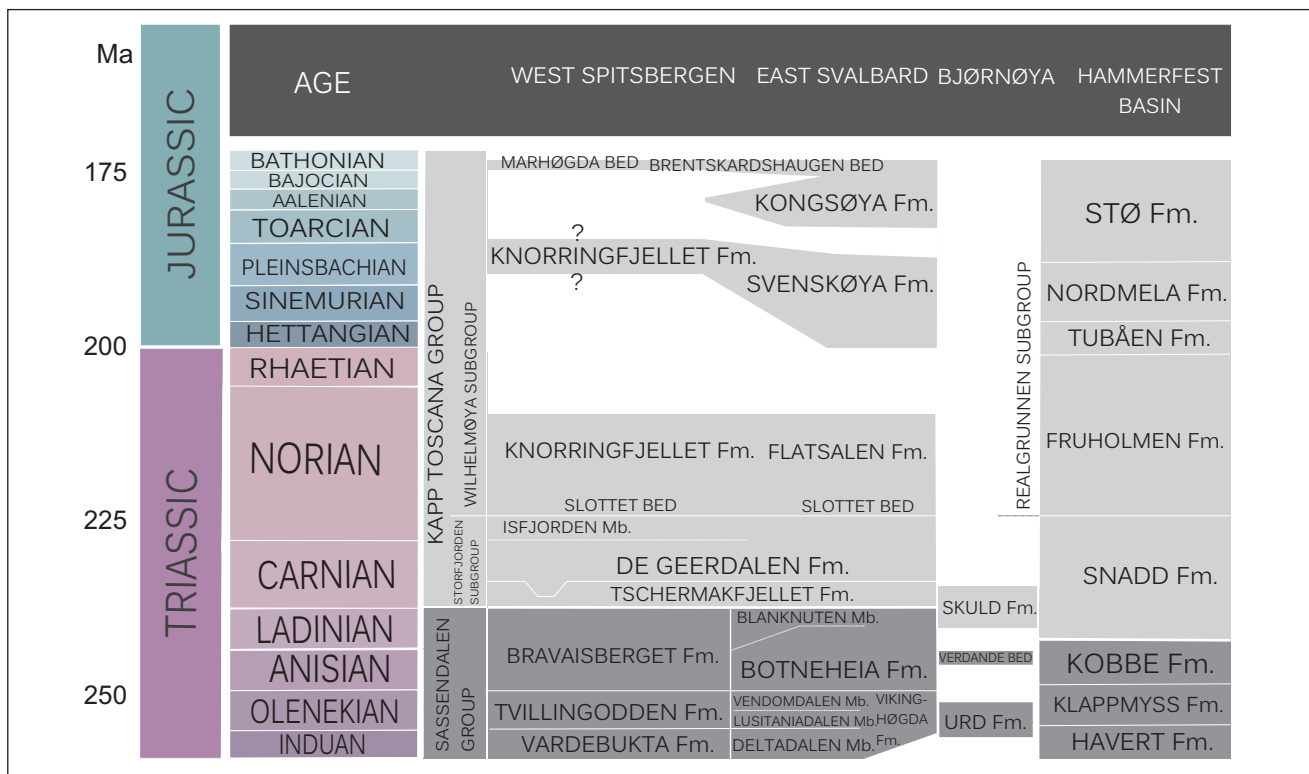 Ma
AGE
WEST SPITSBERGEN
EAST SVALBARD
BJØRNØYA
HAMMERFEST
BASIN
JURASSIC
TRIASSIC
175
200
225
250
BATHONIAN
BAJOCIAN
AALENIAN
TOARCIAN
PLEINSBACHIAN
SINEMURIAN
HETTANGIAN
RHAETIAN
NORIAN
CARNIAN
LADINIAN
ANISIAN
OLENEKIAN
INDUAN
KAPP TOSCANA GROUP
WILHELMØYA SUBGROUP
STORFJORDEN
SUBGROUP
SASSENDALEN
GROUP
MARHØGDA BED
BRENTSKARDSHAUGEN BED
KONGSØYA Fm.
?
KNORRINGFJELLET Fm.
?
SVENSKØYA Fm.
KNORRINGFJELLET Fm.
FLATSALEN Fm.
SLOTTET BED
SLOTTET BED
ISFJORDEN Mb.
DE GEERDALEN Fm.
TSCHERMAKFJELLET Fm.
BLANKNUTEN Mb.
BRAVAISBERGET Fm.
BOTNEHEIA Fm.
TVILLINGODDEN Fm.
VENDOMDALEN Mb.
LUSITANIADALEN Mb.
VIKING-
HØGDA
Fm.
VARDEBUKTA Fm.
DELTADALEN Mb.
SKULD Fm.
VERDANDE BED
URD Fm.
REALGRUNNEN SUBGROUP
STØ Fm.
NORDMELA Fm.
TUBÅEN Fm.
FRUHOLMEN Fm.
SNADD Fm.
KOBBE Fm.
KLAPPMYSS Fm.
HAVERT Fm.